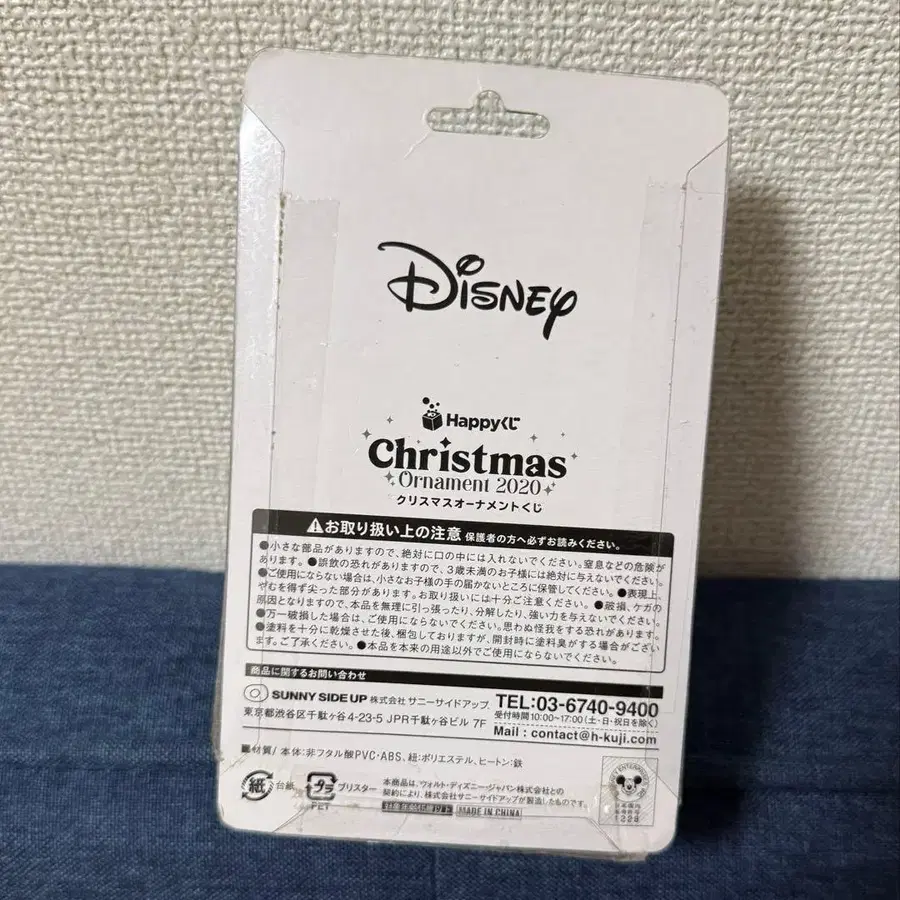 Disney
Happyくじ
Christmas
Ornament 2020
クリスマスオーナメントくじ
⚠お取り扱い上の注意 保護者の方へ必ずお読みください。
●小さな部品がありますので、絶対に口の中には入れないでください。窒息などの危険が
あります。●誤飲の恐れがありますので、3歳未満のお子様には絶対に与えないでください。
●ご使用にならない場合は、小さなお子様の手の届かないところに保管してください。●表現上、
やむを得ず尖った部分があります。お取り扱いには十分ご注意ください。●破損、ケガの
原因となりますので、本品を無理に引っ張ったり、分解したり、強い力を与えないでください。
●万一破損した場合は、ご使用にならないでください。思わぬ怪我をする恐れがあります。
●塗料を十分に乾燥させた後、梱包しておりますが、開封時に塗料臭がする場合がござい
ます。ご了承ください。●本品を本来の用途以外でご使用にならないでください。
商品に関するお問い合わせ
SUNNY SIDE UP 株式会社 サニーサイドアップ
東京都渋谷区千駄ヶ谷4-23-5 JPR千駄ヶ谷ビル 7F
TEL:03-6740-9400
受付時間10:00~17:00(土・日・祝日を除く)
Mail : contact@h-kuji.com
■材質/本体:非フタル酸PVC・ABS、紐:ポリエステル、ヒートン:鉄
紙 台紙 プラ ブリスター
PET
本商品は、ウォルト・ディズニー・ジャパン株式会社との
契約により、株式会社サニーサイドアップが製造したものです。
対象年齢15歳以上 MADE IN CHINA
1228